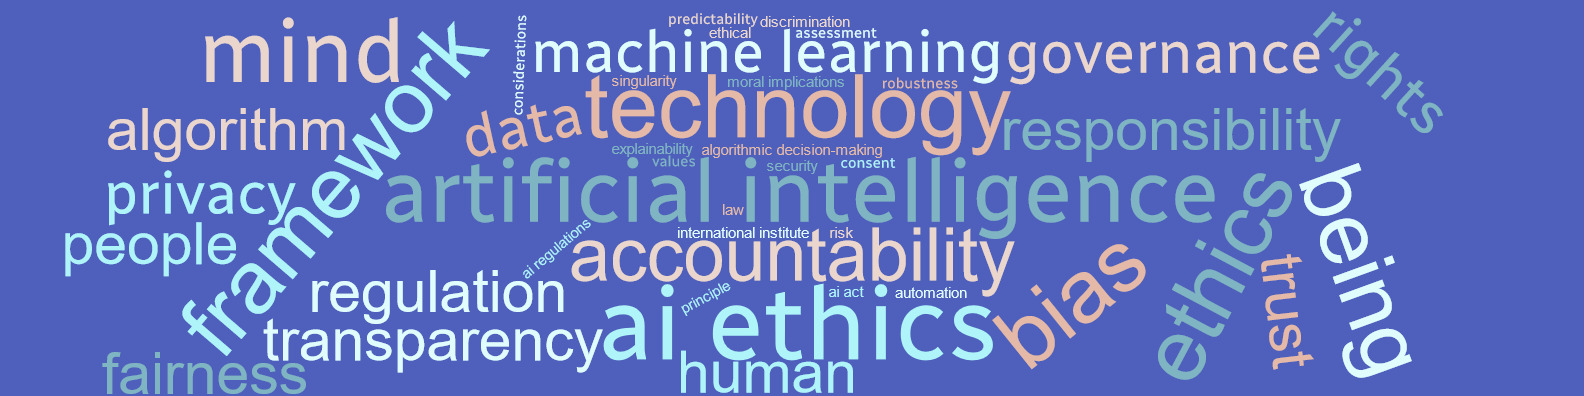 predictability
discrimination
considerations
ethical
assessment
mind
framework
machine learning
governance
rights
singularity
moral implications
robustness
algorithm
data
technology
responsibility
explainability
algorithmic decision-making
values
security
consent
privacy
artificial intelligence
ethics
being
law
people
ai regulations
international institute
risk
accountability
bias
trust
regulation
principle
ai act
automation
transparency
ai ethics
fairness
human